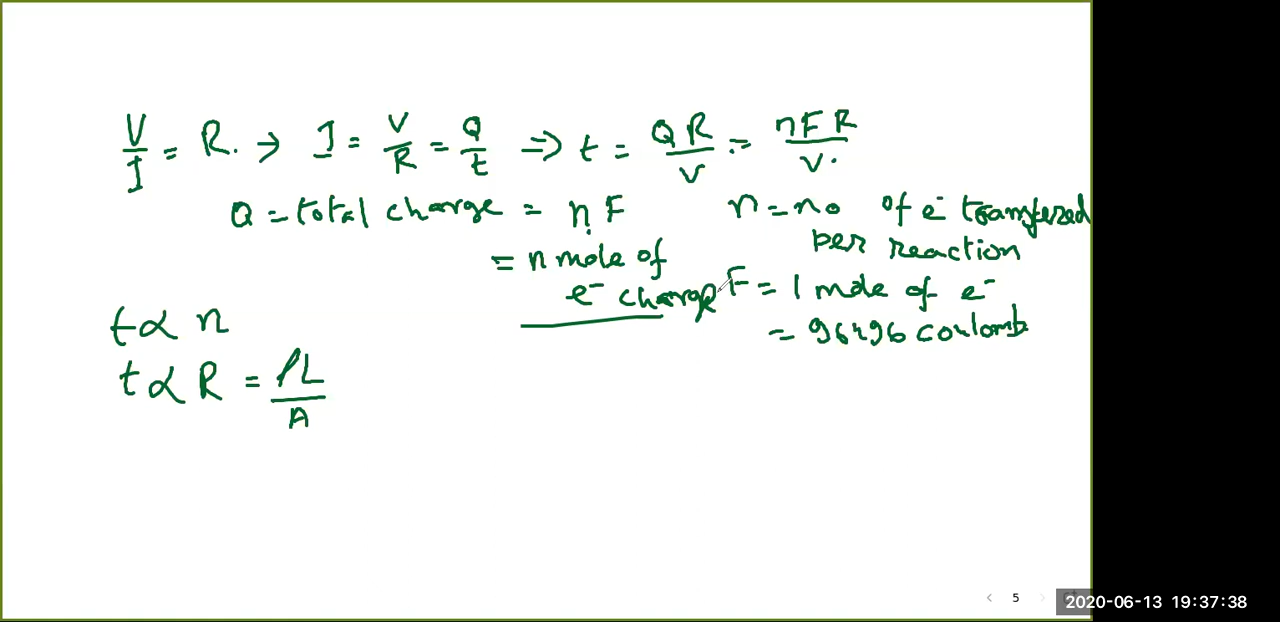 V/I = R. → I = V/R = Q/t ⇒ t = QR/V = nFR/V.
Q = total charge = nF n = no of e⁻ transfered
per reaction
= n mole of
e⁻ charge F = 1 mole of e⁻
= 96496 coulomb
t ∝ n
t ∝ R = ρL/A
5
2020-06-13 19:37:38